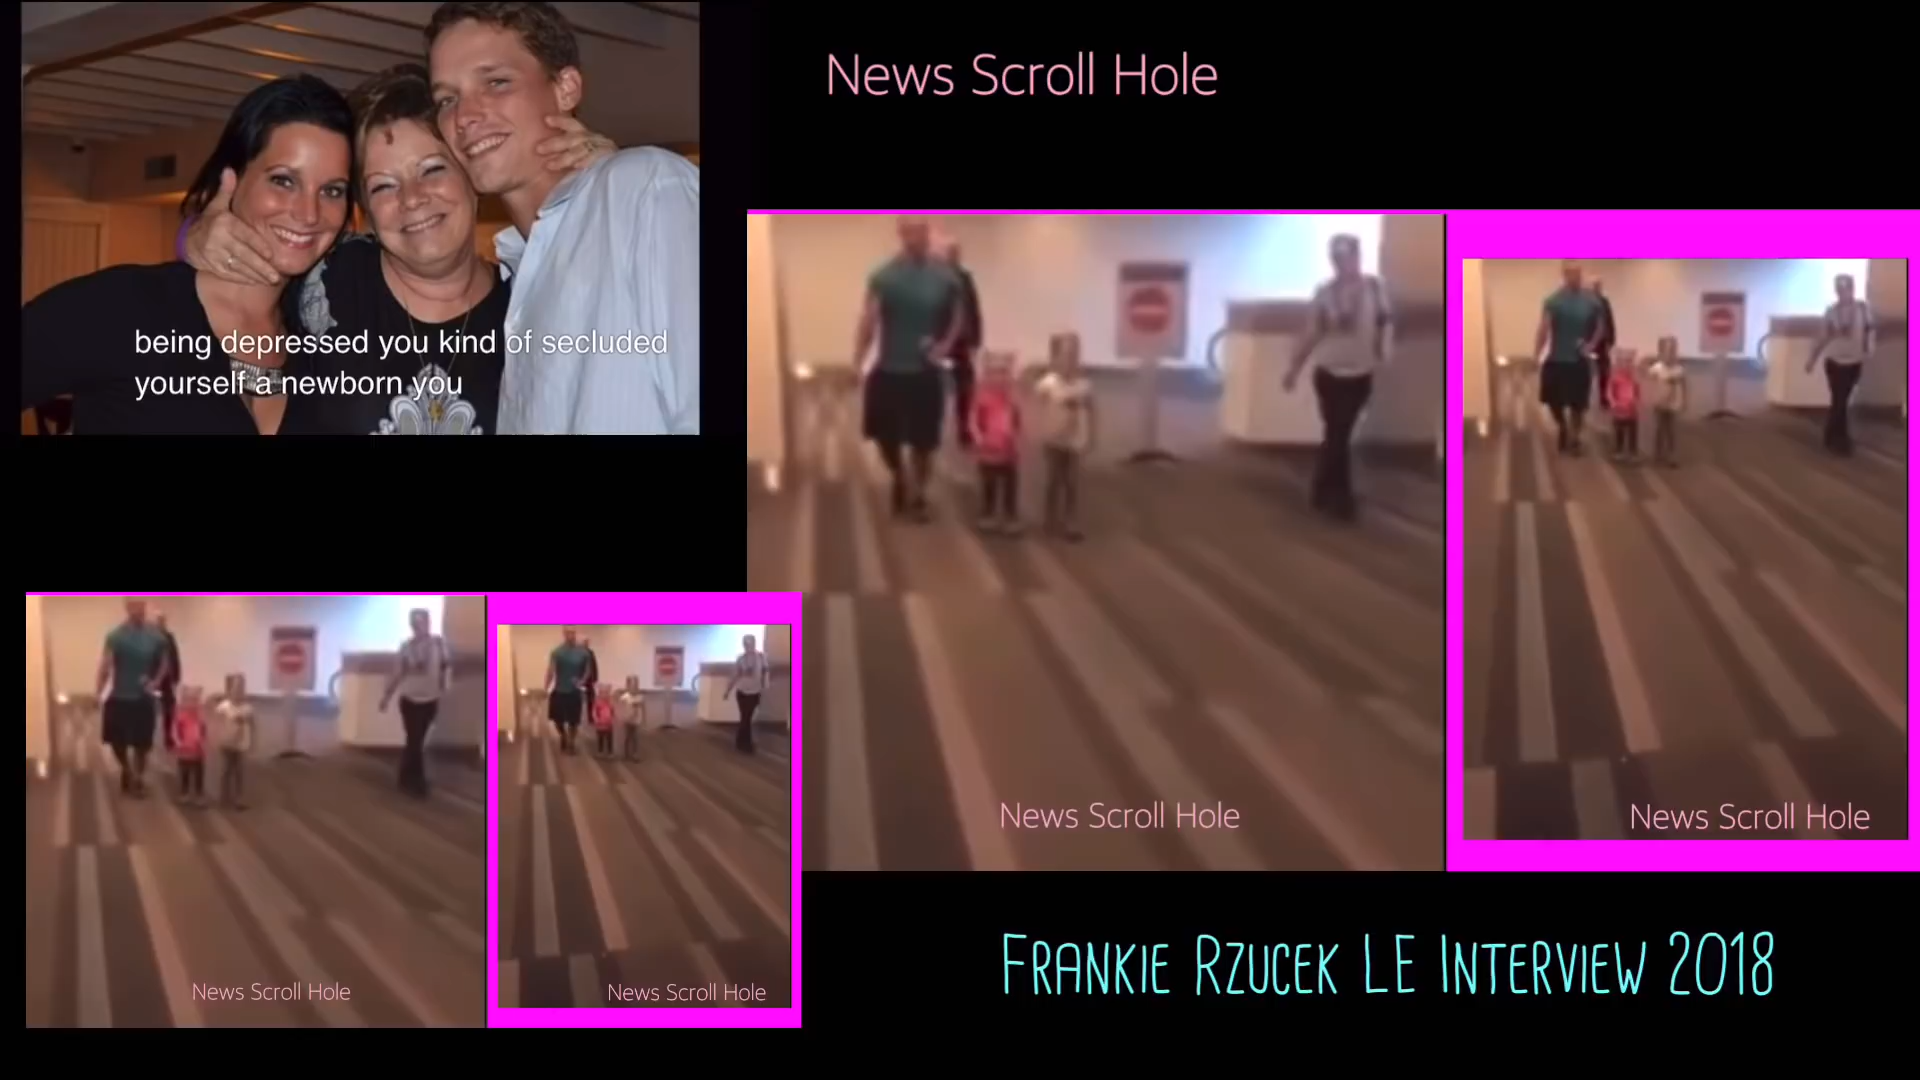 News Scroll Hole
being depressed you kind of secluded
yourself a newborn you
News Scroll Hole
News Scroll Hole
News Scroll Hole
News Scroll Hole
FRANKIE RZUCEK LE INTERVIEW 2018